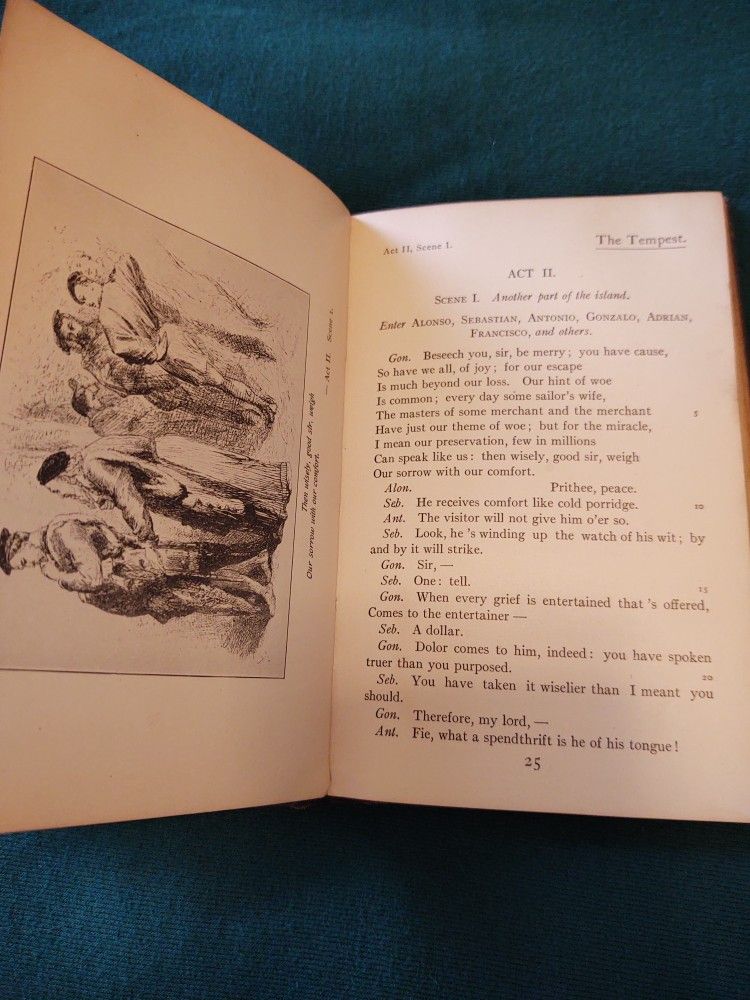 Then wisely, good sir, weigh
Our sorrow with our comfort.
— Act II. Scene 1.
Act II, Scene I.
The Tempest.
ACT II.
SCENE I. Another part of the island.
Enter ALONSO, SEBASTIAN, ANTONIO, GONZALO, ADRIAN,
FRANCISCO, and others.
Gon. Beseech you, sir, be merry; you have cause,
So have we all, of joy; for our escape
Is much beyond our loss. Our hint of woe
Is common; every day some sailor's wife,
The masters of some merchant and the merchant 5
Have just our theme of woe; but for the miracle,
I mean our preservation, few in millions
Can speak like us: then wisely, good sir, weigh
Our sorrow with our comfort.
Alon. Prithee, peace.
Seb. He receives comfort like cold porridge. 10
Ant. The visitor will not give him o'er so.
Seb. Look, he's winding up the watch of his wit; by
and by it will strike.
Gon. Sir, —
Seb. One: tell. 15
Gon. When every grief is entertained that 's offered,
Comes to the entertainer —
Seb. A dollar.
Gon. Dolor comes to him, indeed: you have spoken
truer than you purposed. 20
Seb. You have taken it wiselier than I meant you
should.
Gon. Therefore, my lord, —
Ant. Fie, what a spendthrift is he of his tongue!
25